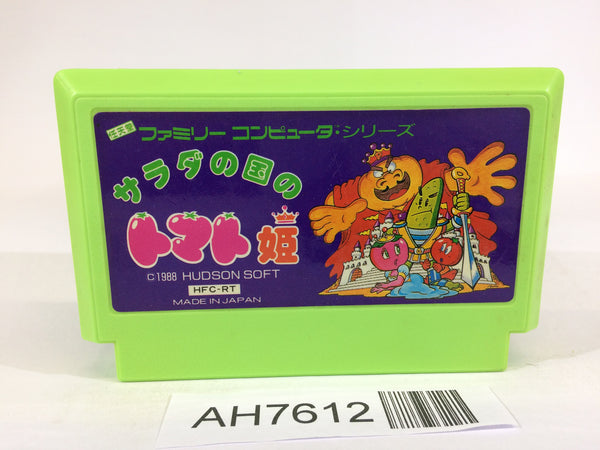 任天堂 ファミリー コンピュータ・シリーズ
サラダの国の
トマト姫
©1988 HUDSON SOFT
HFC-RT
MADE IN JAPAN
AH7612